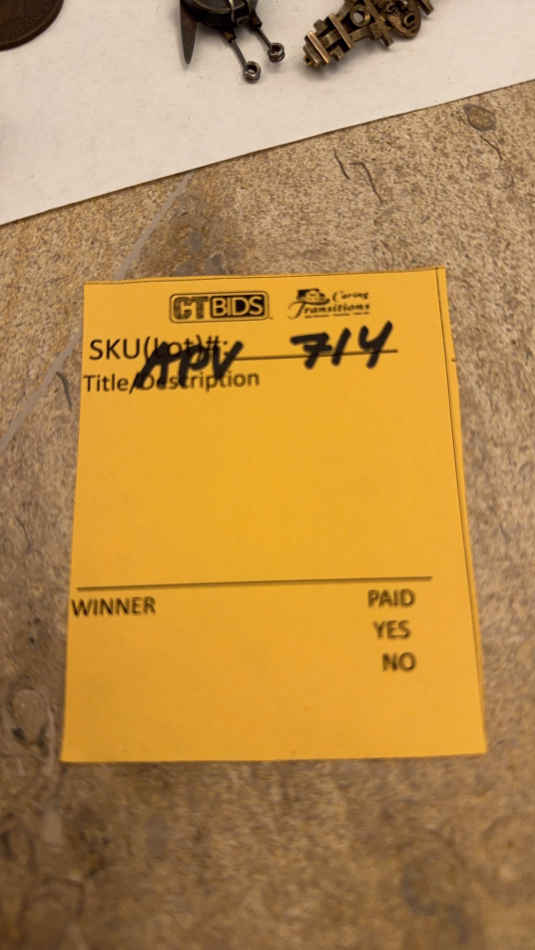 CTBIDS
Caring
Transitions
SKU(Lot)#: APV 714
Title/Description
WINNER PAID
YES
NO